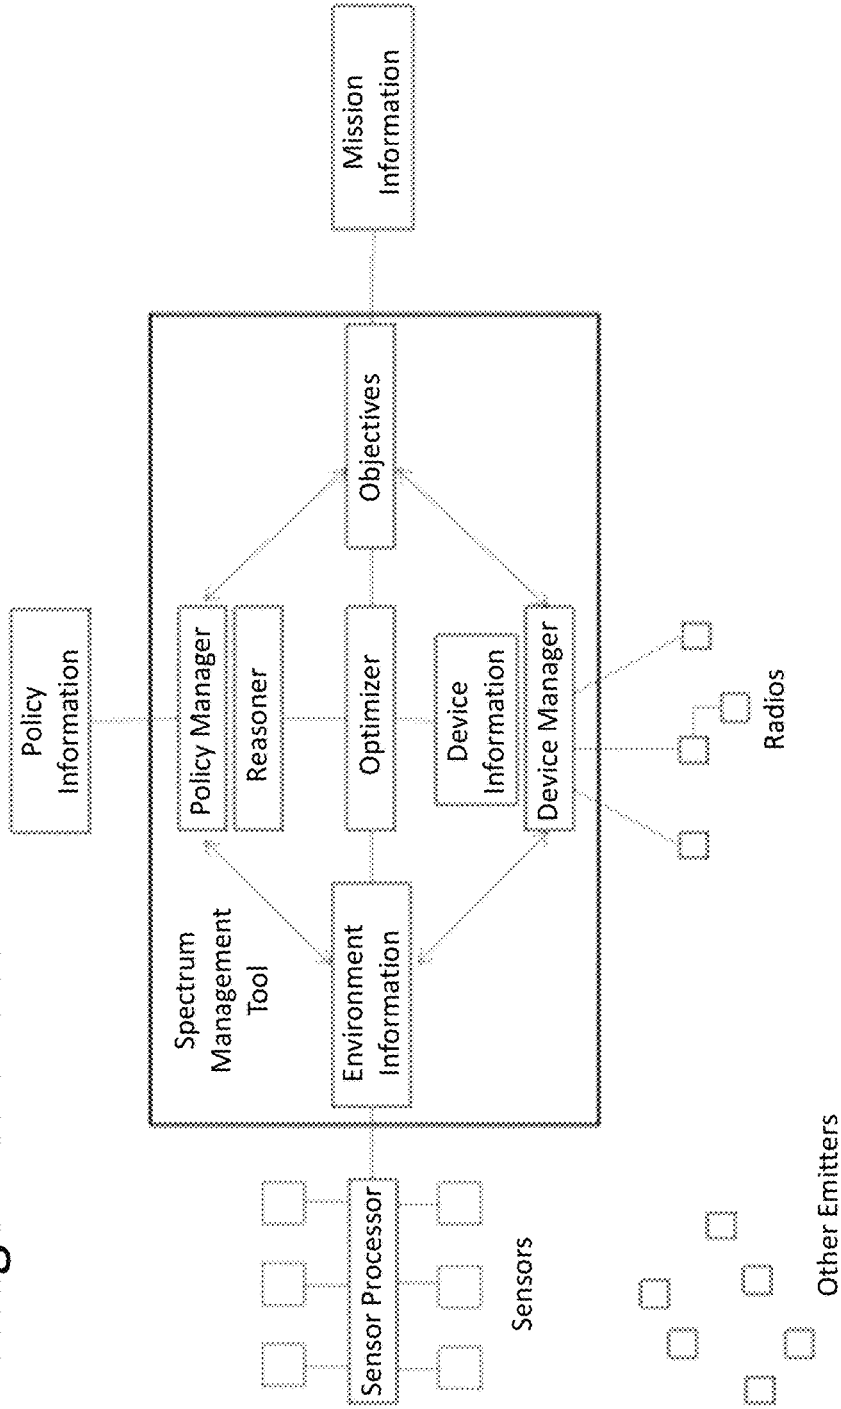 Policy
Information
Spectrum
Management
Tool
Policy Manager
Reasoner
Sensor Processor
Environment
Information
Optimizer
Objectives
Mission
Information
Device
Information
Device Manager
Sensors
Radios
Other Emitters